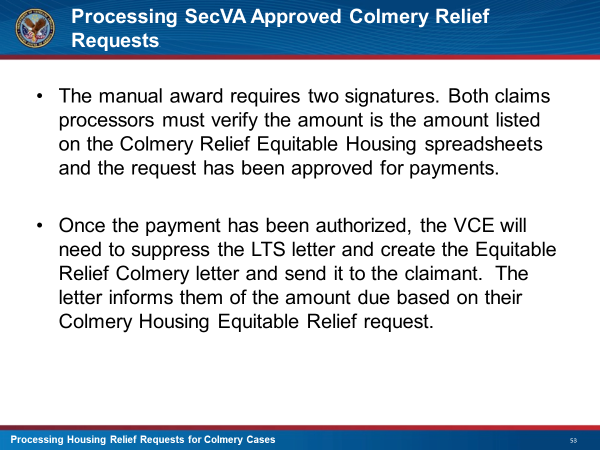 Processing SecVA Approved Colmery Relief
Requests
• The manual award requires two signatures. Both claims
processors must verify the amount is the amount listed
on the Colmery Relief Equitable Housing spreadsheets
and the request has been approved for payments.
• Once the payment has been authorized, the VCE will
need to suppress the LTS letter and create the Equitable
Relief Colmery letter and send it to the claimant. The
letter informs them of the amount due based on their
Colmery Housing Equitable Relief request.
Processing Housing Relief Requests for Colmery Cases
53